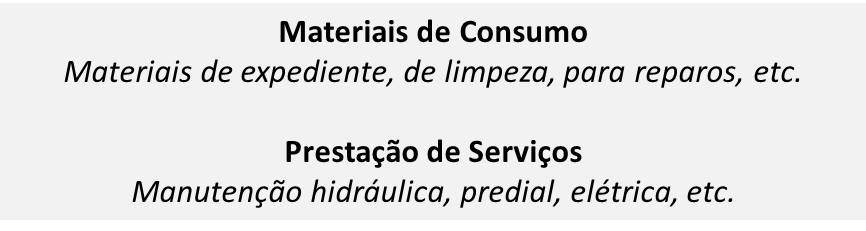 Materiais de Consumo
Materiais de expediente, de limpeza, para reparos, etc.
Prestação de Serviços
Manutenção hidráulica, predial, elétrica, etc.